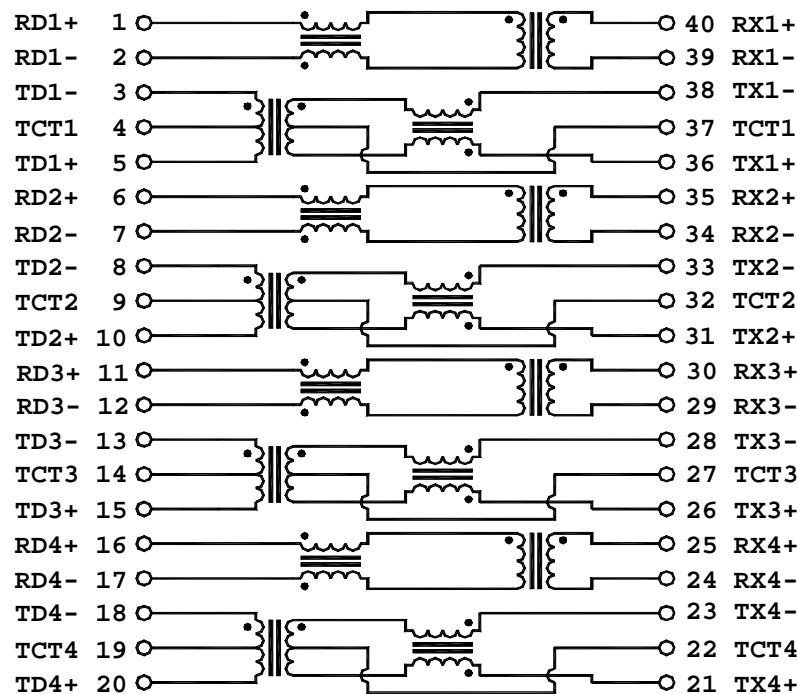 RD1+ 1 40 RX1+
RD1- 2 39 RX1-
TD1- 3 38 TX1-
TCT1 4 37 TCT1
TD1+ 5 36 TX1+
RD2+ 6 35 RX2+
RD2- 7 34 RX2-
TD2- 8 33 TX2-
TCT2 9 32 TCT2
TD2+ 10 31 TX2+
RD3+ 11 30 RX3+
RD3- 12 29 RX3-
TD3- 13 28 TX3-
TCT3 14 27 TCT3
TD3+ 15 26 TX3+
RD4+ 16 25 RX4+
RD4- 17 24 RX4-
TD4- 18 23 TX4-
TCT4 19 22 TCT4
TD4+ 20 21 TX4+